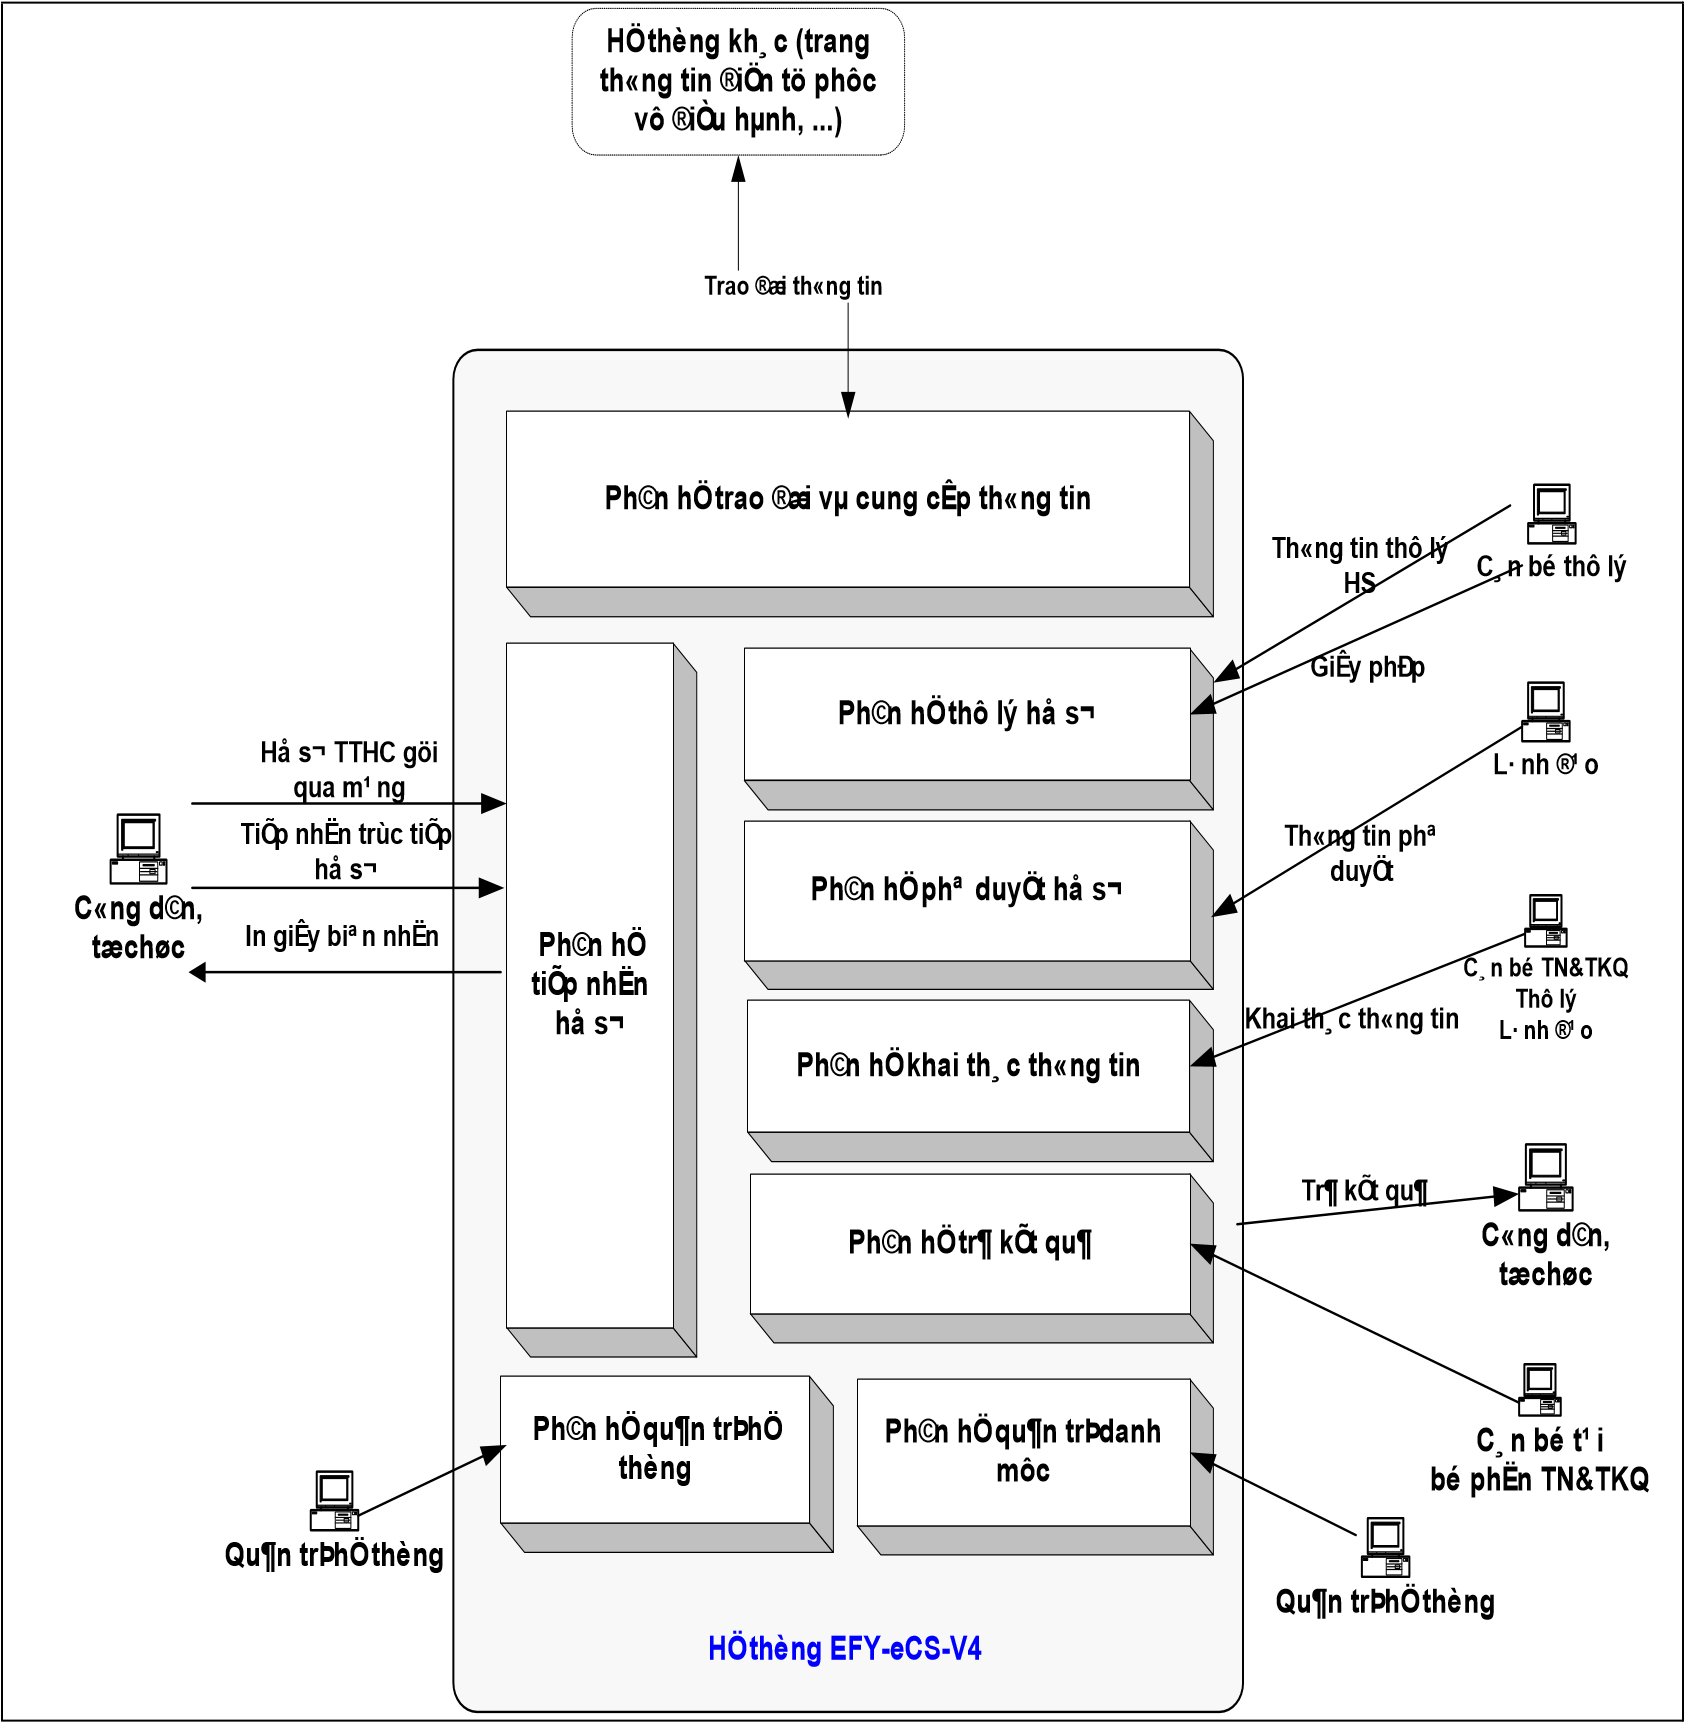 HÖ thèng kh¸c (trang
th«ng tin ®iÖn tö phôc
vô ®iÒu hµnh, ...)
Trao ®æi th«ng tin
Ph©n hÖ trao ®æi vµ cung cÊp th«ng tin
Th«ng tin thô lý
HS
C¸n bé thô lý
GiÊy phÐp
Ph©n hÖ thô lý hå s¬
L·nh ®¹o
Hå s¬ TTHC göi
qua m¹ng
TiÕp nhËn trùc tiÕp
hå s¬
C«ng d©n,
tæ chøc
In giÊy biªn nhËn
Ph©n hÖ
tiÕp nhËn
hå s¬
Th«ng tin phª
duyÖt
Ph©n hÖ phª duyÖt hå s¬
C¸n bé TN&TKQ
Thô lý
L·nh ®¹o
Khai th¸c th«ng tin
Ph©n hÖ khai th¸c th«ng tin
Tr¶ kÕt qu¶
Ph©n hÖ tr¶ kÕt qu¶
C«ng d©n,
tæ chøc
Ph©n hÖ qu¶n trÞ hÖ
thèng
Ph©n hÖ qu¶n trÞ danh
môc
C¸n bé t¹i
bé phËn TN&TKQ
Qu¶n trÞ hÖ thèng
Qu¶n trÞ hÖ thèng
HÖ thèng EFY-eCS-V4